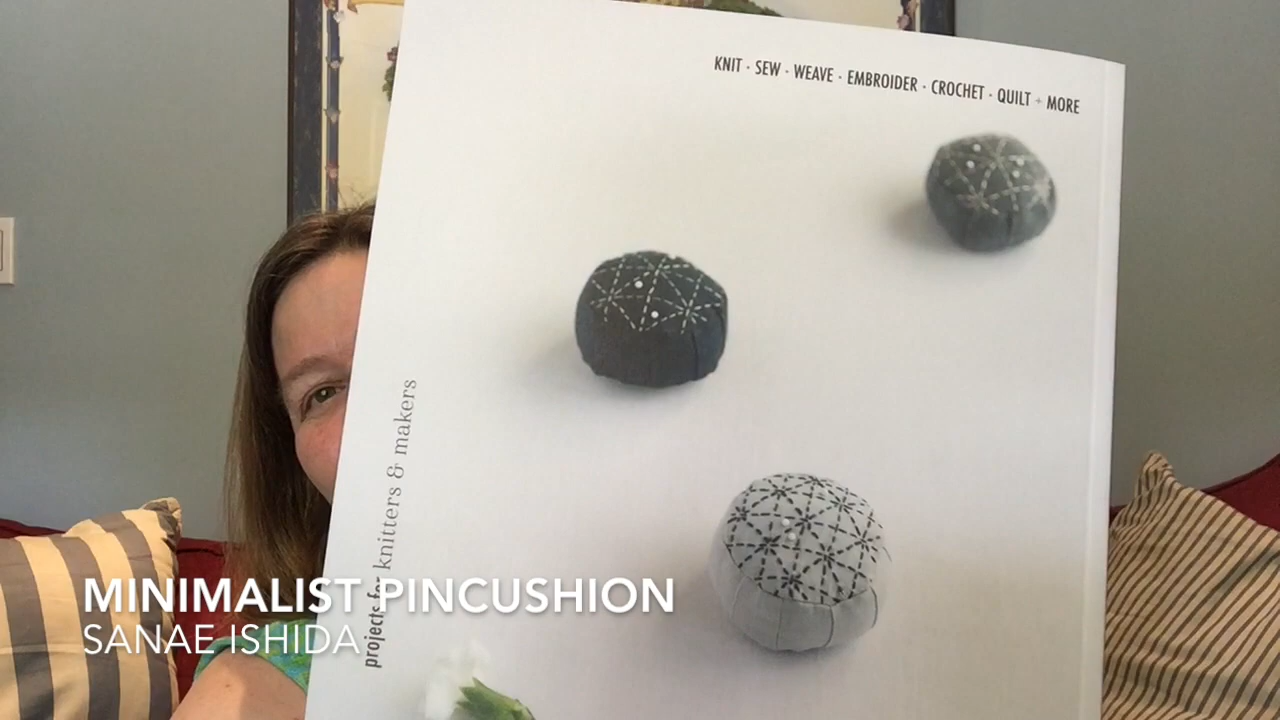 KNIT · SEW · WEAVE · EMBROIDER · CROCHET · QUILT + MORE
projects for knitters & makers
MINIMALIST PINCUSHION
SANAE ISHIDA